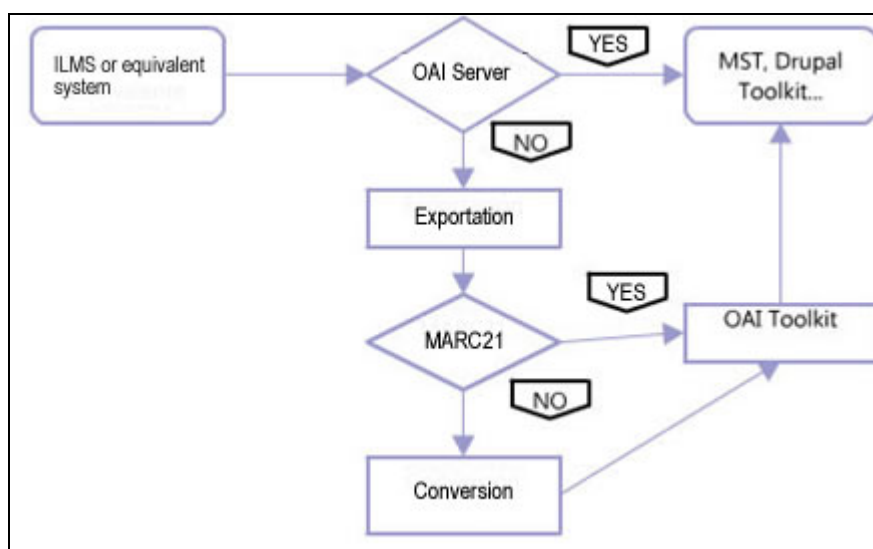 ILMS or equivalent
system
OAI Server
YES
MST, Drupal
Toolkit...
NO
Exportation
YES
MARC21
OAI Toolkit
NO
Conversion